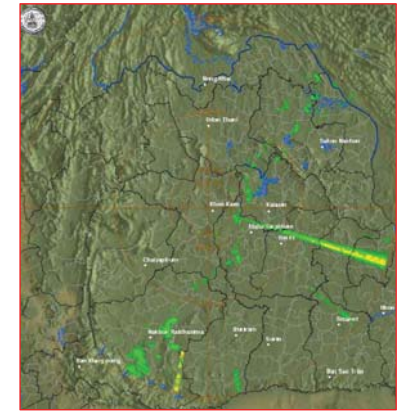 Nong Khai
Udon Thani
Sakon Nakhon
Khon Kaen
Kalasin
Maha Sarakham
Roi Et
Chaiyaphum
Nakhon Ratchasima
Buriram
Surin
Sisaket